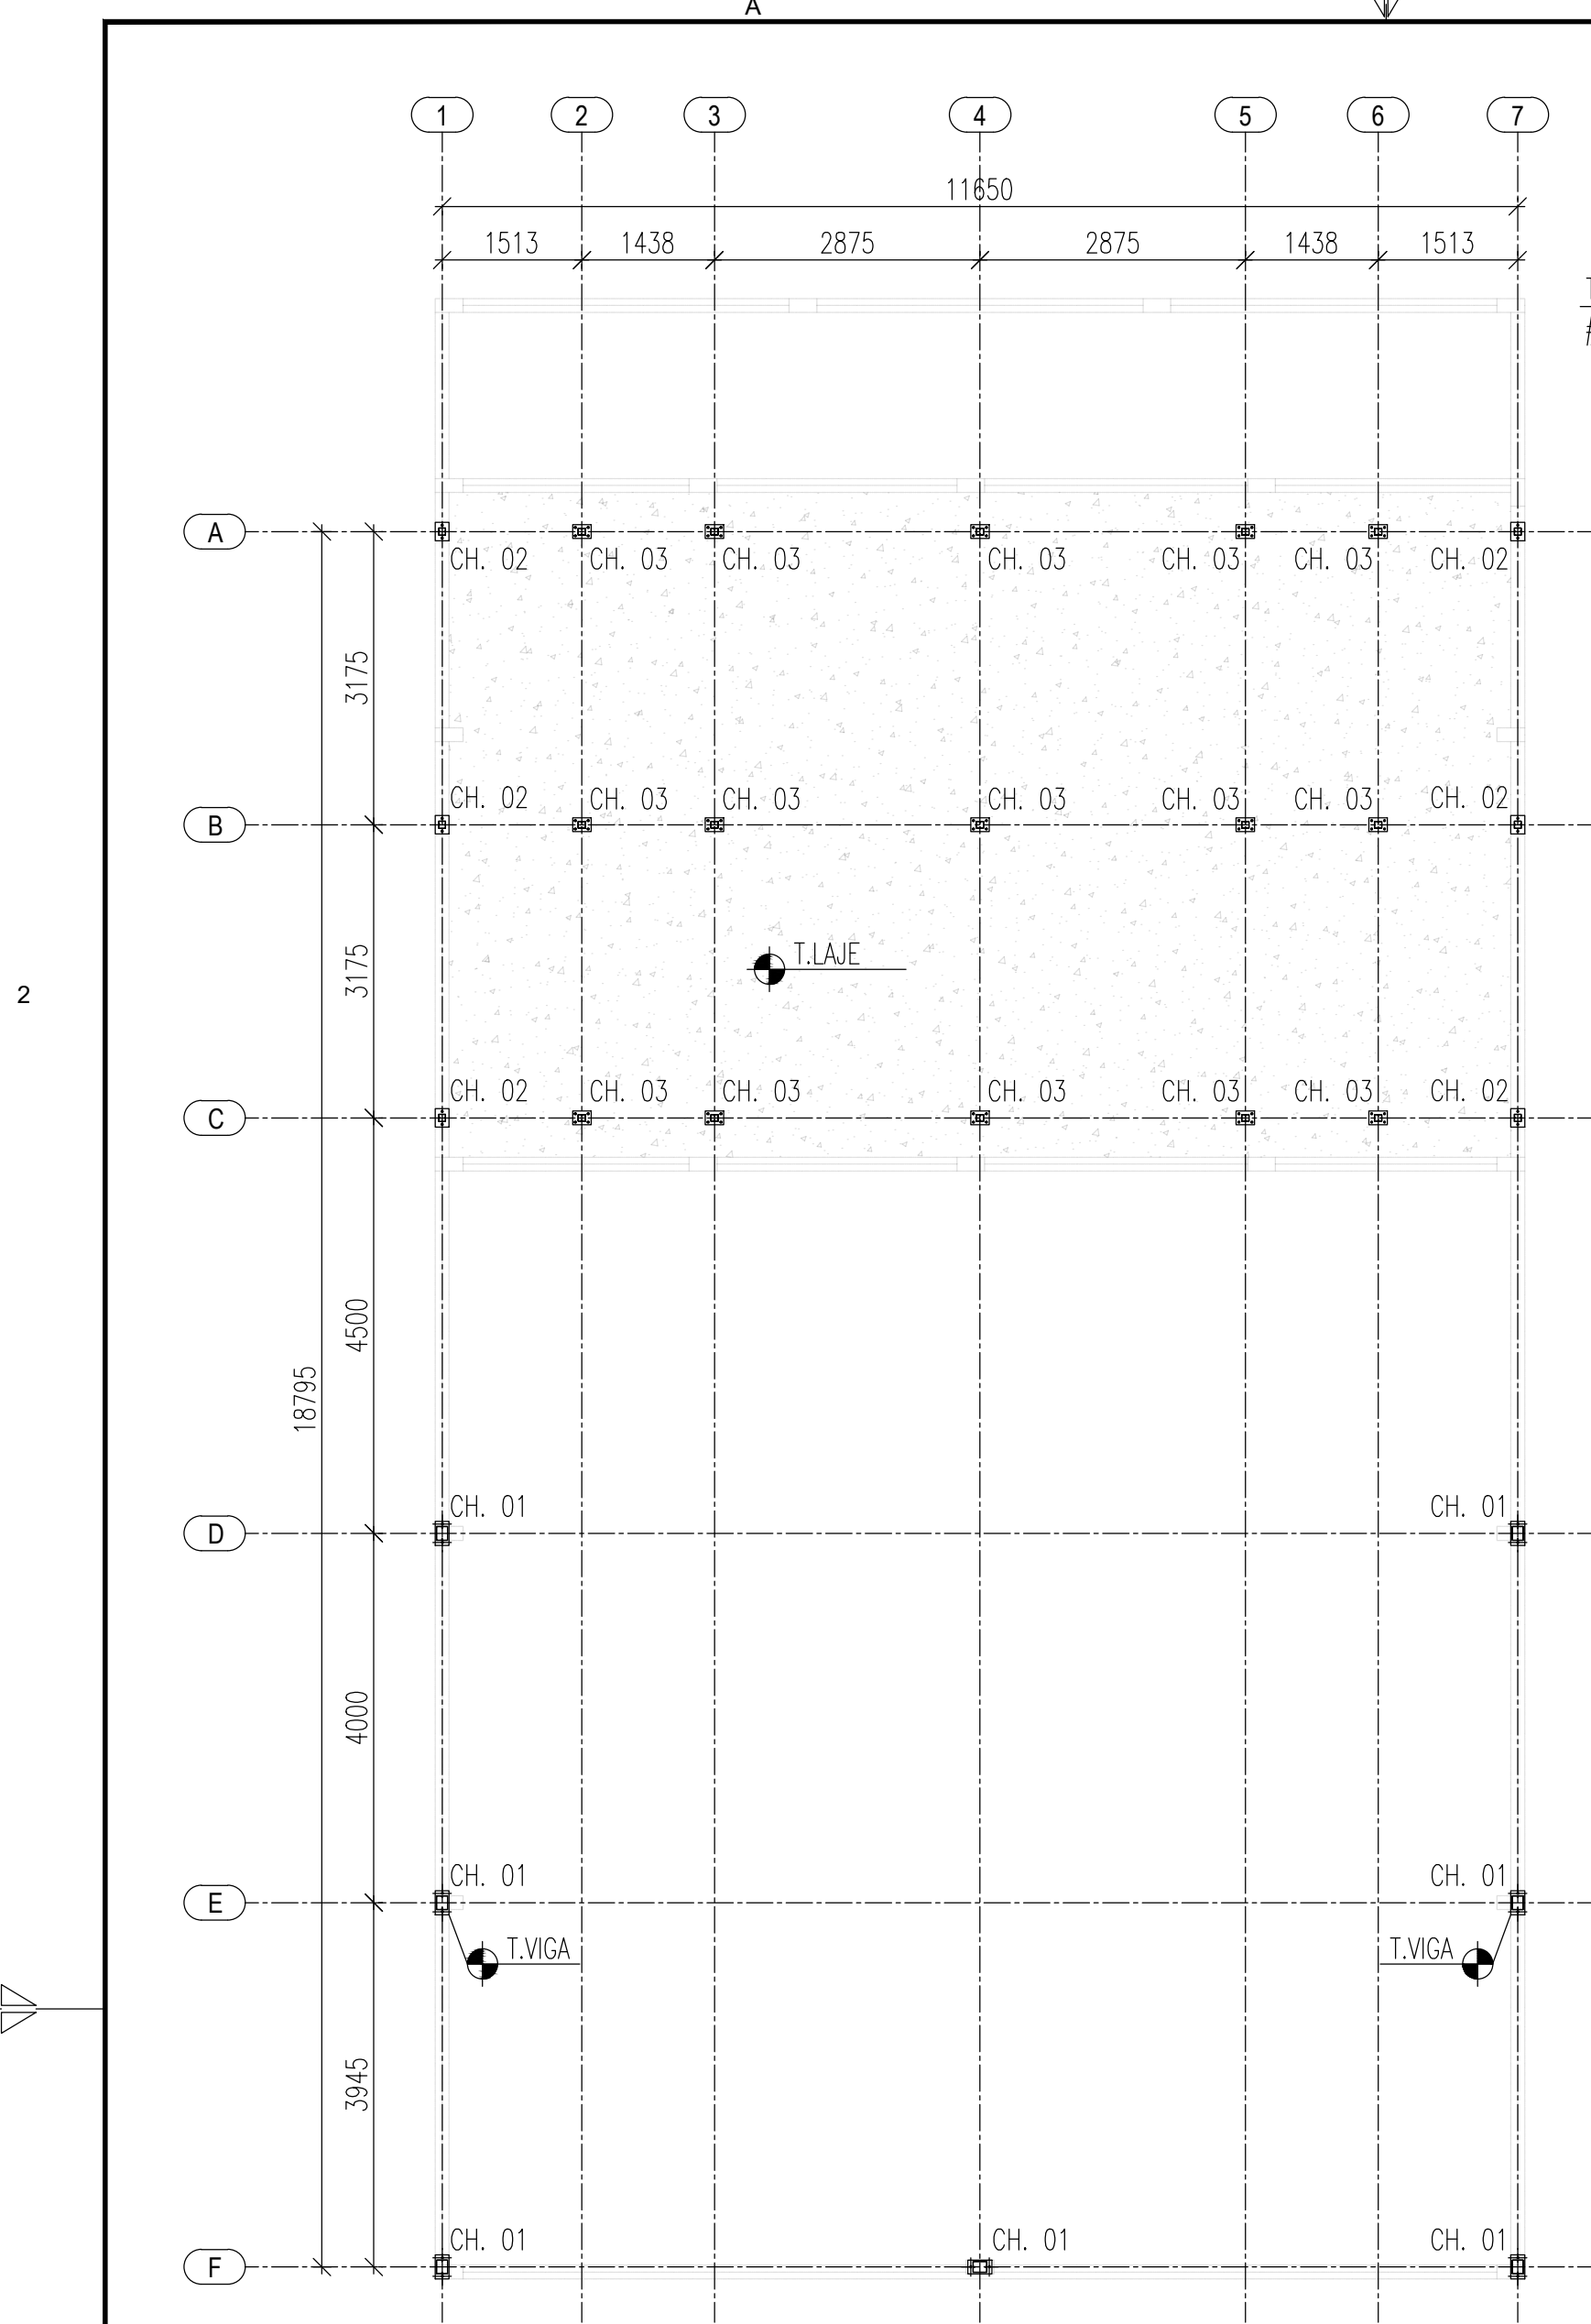 A
1 2 3 4 5 6 7
11650
1513 1438 2875 2875 1438 1513
A
CH. 02 CH. 03 CH. 03 CH. 03 CH. 03 CH. 03 CH. 02
3175
CH. 02 CH. 03 CH. 03 CH. 03 CH. 03 CH. 03 CH. 02
B
T.LAJE
3175
2
CH. 02 CH. 03 CH. 03 CH. 03 CH. 03 CH. 03 CH. 02
C
4500
18795
CH. 01 CH. 01
D
4000
CH. 01 CH. 01
E
T.VIGA T.VIGA
3945
CH. 01 CH. 01 CH. 01
F